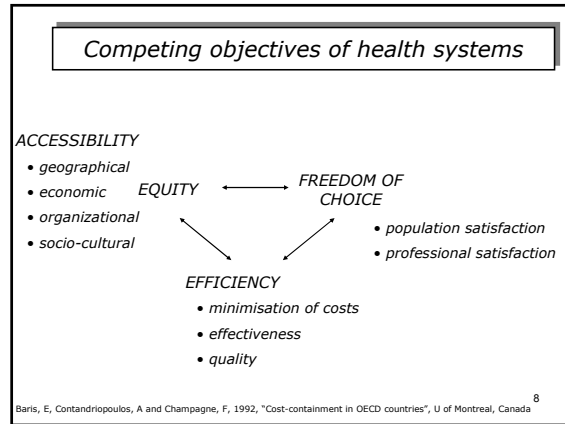 Competing objectives of health systems
ACCESSIBILITY
• geographical
• economic
• organizational
• socio-cultural
EQUITY
FREEDOM OF
CHOICE
• population satisfaction
• professional satisfaction
EFFICIENCY
• minimisation of costs
• effectiveness
• quality
8
Baris, E, Contandriopoulos, A and Champagne, F, 1992, "Cost-containment in OECD countries", U of Montreal, Canada